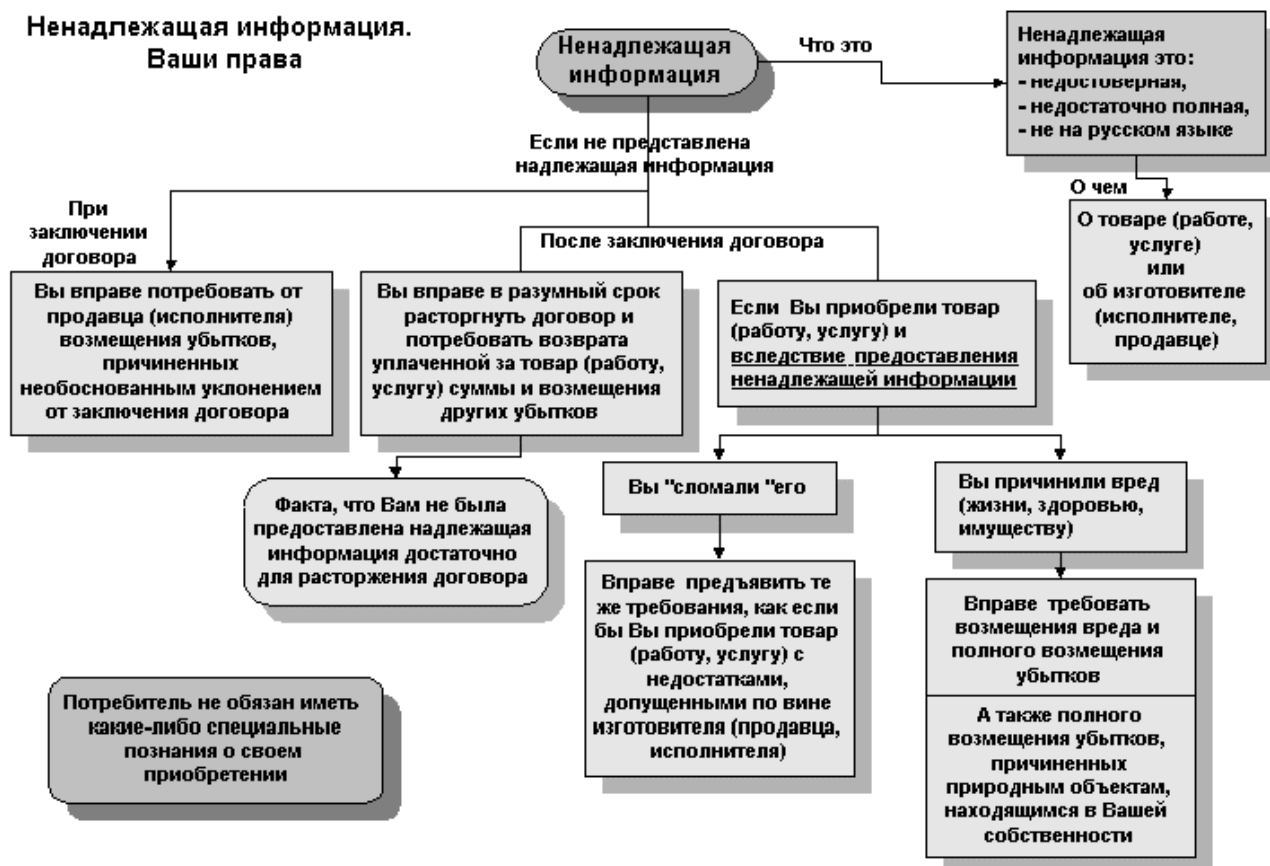 Ненадлежащая информация.
Ваши права
Ненадлежащая
информация
Что это
Ненадлежащая
информация это:
- недостоверная,
- недостаточно полная,
- не на русском языке
О чем
О товаре (работе,
услуге)
или
об изготовителе
(исполнителе,
продавце)
Если не представлена
надлежащая информация
При
заключении
договора
Вы вправе потребовать от
продавца (исполнителя)
возмещения убытков,
причиненных
необоснованным уклонением
от заключения договора
После заключения договора
Вы вправе в разумный срок
расторгнуть договор и
потребовать возврата
уплаченной за товар (работу,
услугу) суммы и возмещения
других убытков
Факта, что Вам не была
предоставлена надлежащая
информация достаточно
для расторжения договора
Если Вы приобрели товар
(работу, услугу) и
вследствие предоставления
ненадлежащей информации
Вы "сломали "его
Вправе предъявить те
же требования, как если
бы Вы приобрели товар
(работу, услугу) с
недостатками,
допущенными по вине
изготовителя (продавца,
исполнителя)
Вы причинили вред
(жизни, здоровью,
имуществу)
Вправе требовать
возмещения вреда и
полного возмещения
убытков
А также полного
возмещения убытков,
причиненных
природным объектам,
находящимся в Вашей
собственности
Потребитель не обязан иметь
какие-либо специальные
познания о своем
приобретении